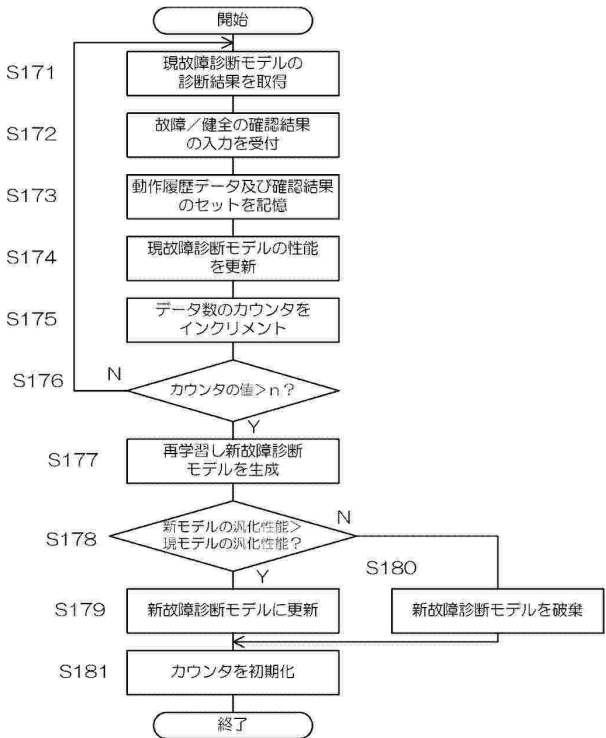 開始
S171
現故障診断モデルの
診断結果を取得
S172
故障／健全の確認結果
の入力を受付
S173
動作履歴データ及び確認結果
のセットを記憶
S174
現故障診断モデルの性能
を更新
S175
データ数のカウンタを
インクリメント
S176
N
カウンタの値＞n？
Y
S177
再学習し新故障診断
モデルを生成
S178
新モデルの汎化性能＞
現モデルの汎化性能？
N
Y
S180
S179
新故障診断モデルに更新
新故障診断モデルを破棄
S181
カウンタを初期化
終了